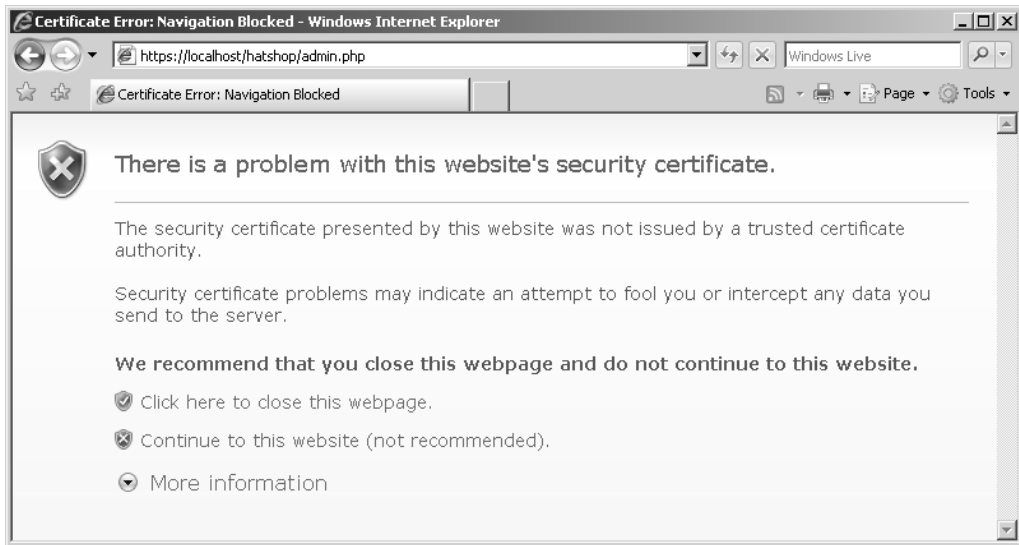 Certificate Error: Navigation Blocked - Windows Internet Explorer
https://localhost/hatshop/admin.php
Windows Live
Certificate Error: Navigation Blocked
Page
Tools
There is a problem with this website's security certificate.
The security certificate presented by this website was not issued by a trusted certificate
authority.
Security certificate problems may indicate an attempt to fool you or intercept any data you
send to the server.
We recommend that you close this webpage and do not continue to this website.
Click here to close this webpage.
Continue to this website (not recommended).
More information